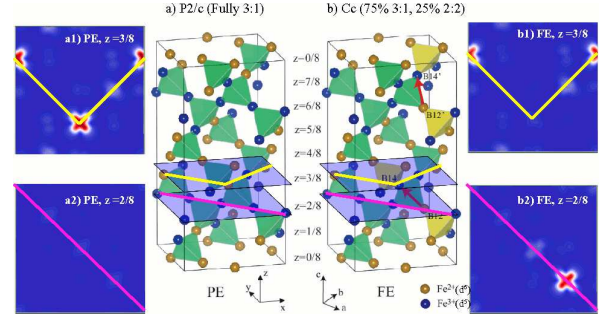 a) P2/c (Fully 3:1)
b) Cc (75% 3:1, 25% 2:2)
a1) PE, z =3/8
a2) PE, z =2/8
z=0/8
z=7/8
z=6/8
z=5/8
z=4/8
z=3/8
z=2/8
z=1/8
z=0/8
B14'
B12'
B14
B12
b1) FE, z =3/8
b2) FE, z =2/8
PE
z
y
x
FE
c
b
a
Fe²⁺(d⁶)
Fe³⁺(d⁵)